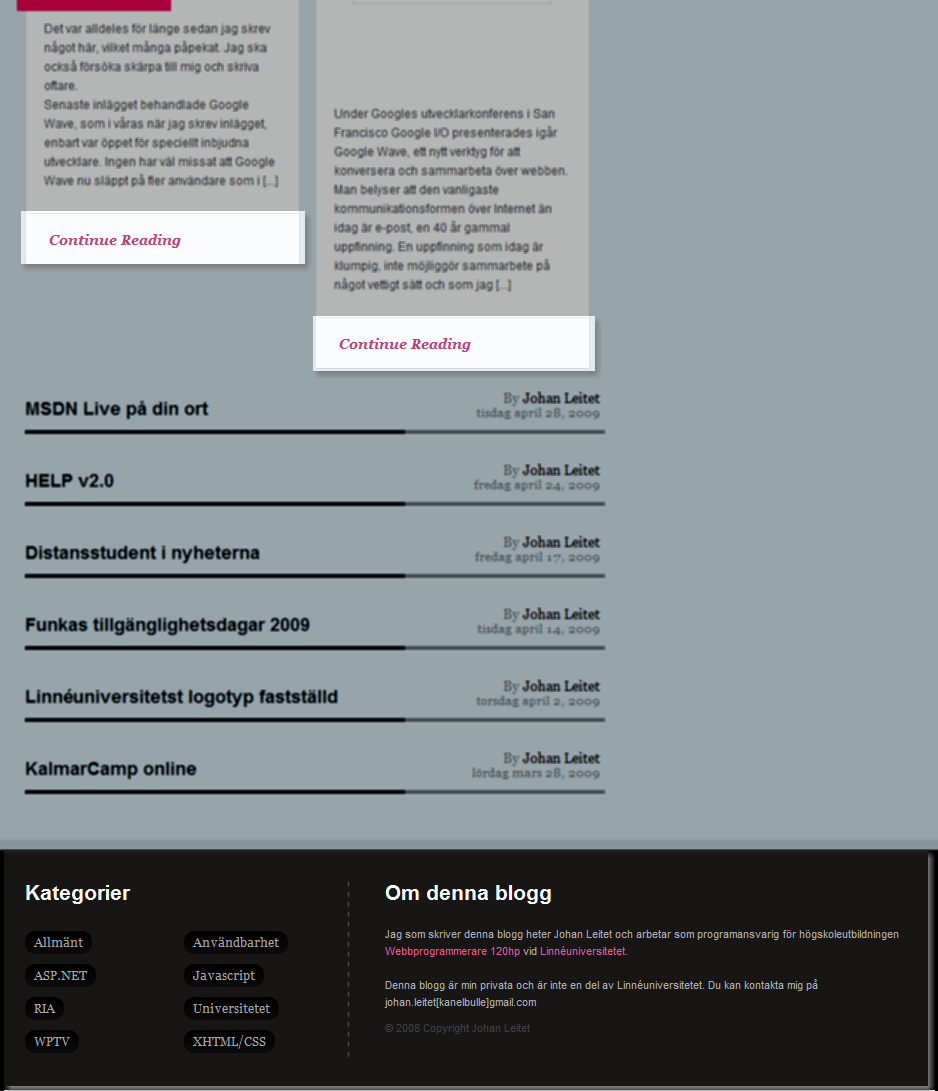 Det var alldeles för länge sedan jag skrev
något här, vilket många påpekat. Jag ska
också försöka skärpa till mig och skriva
oftare.
Senaste inlägget behandlade Google
Wave, som i våras när jag skrev inlägget,
enbart var öppet för speciellt inbjudna
utvecklare. Ingen har väl missat att Google
Wave nu släppt på fler användare som i [...]
Continue Reading
Under Googles utvecklarkonferens i San
Francisco Google I/O presenterades igår
Google Wave, ett nytt verktyg för att
konversera och sammarbeta över webben.
Man belyser att den vanligaste
kommunikationsformen över Internet än
idag är e-post, en 40 år gammal
uppfinning. En uppfinning som idag är
klumpig, inte möjliggör sammarbete på
något vettigt sätt och som jag [...]
Continue Reading
MSDN Live på din ort
By Johan Leitet
tisdag april 28, 2009
HELP v2.0
By Johan Leitet
fredag april 24, 2009
Distansstudent i nyheterna
By Johan Leitet
fredag april 17, 2009
Funkas tillgänglighetsdagar 2009
By Johan Leitet
tisdag april 14, 2009
Linnéuniversitetst logotyp fastställd
By Johan Leitet
torsdag april 2, 2009
KalmarCamp online
By Johan Leitet
lördag mars 28, 2009
Kategorier
Allmänt
Användbarhet
ASP.NET
Javascript
RIA
Universitetet
WPTV
XHTML/CSS
Om denna blogg
Jag som skriver denna blogg heter Johan Leitet och arbetar som programansvarig för högskoleutbildningen
Webbprogrammerare 120hp vid Linnéuniversitetet.
Denna blogg är min privata och är inte en del av Linnéuniversitetet. Du kan kontakta mig på
johan.leitet[kanelbulle]gmail.com
© 2008 Copyright Johan Leitet